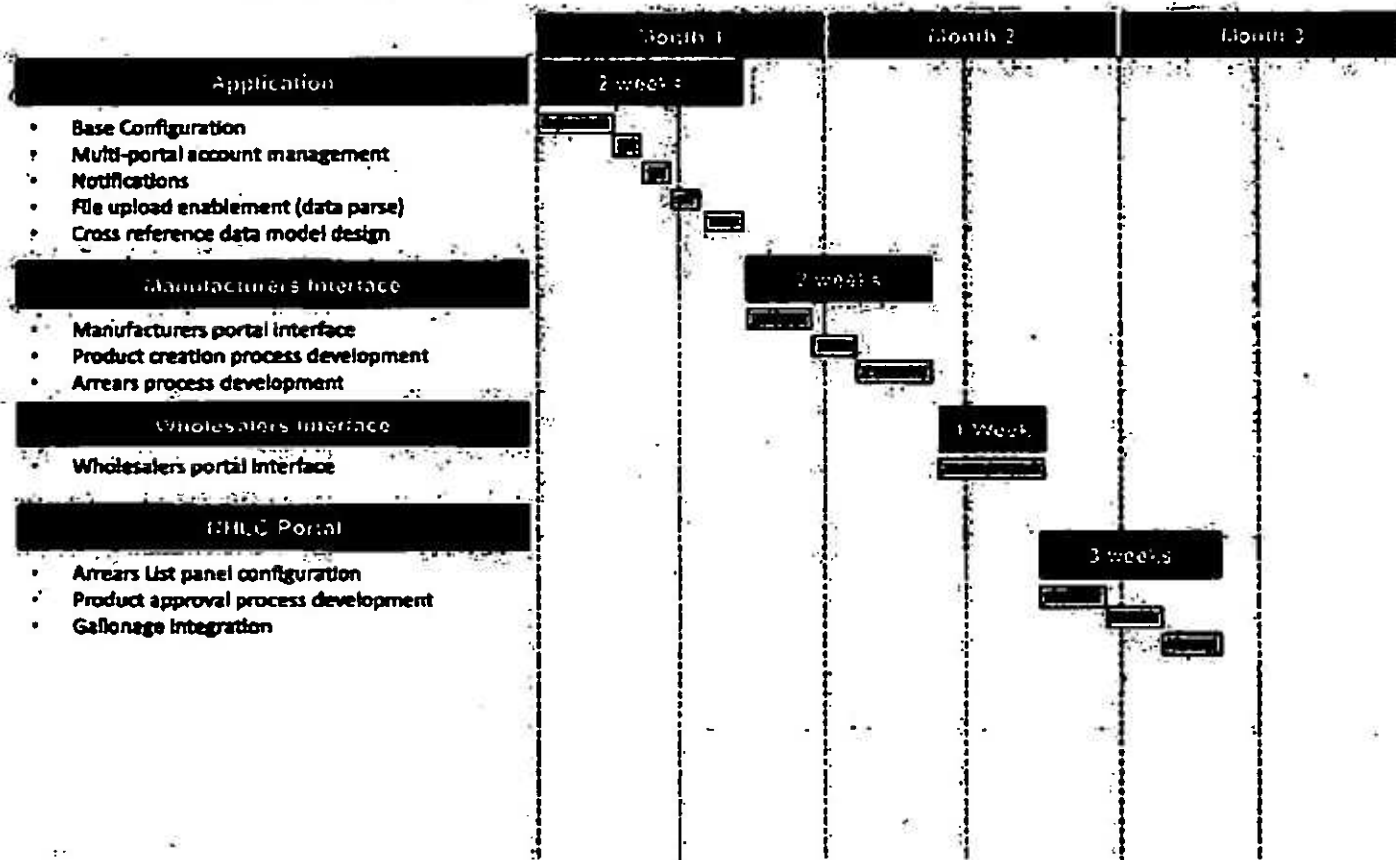 Month 1 Month 2 Month 3
Application 2 weeks
Base Configuration
Multi-portal account management
Notifications
File upload enablement (data parse)
Cross reference data model design
Manufacturers Interface 2 weeks
Manufacturers portal interface
Product creation process development
Arrears process development
Wholesalers Interface 1 Week
Wholesalers portal interface
Portal 3 weeks
Arrears List panel configuration
Product approval process development
Gallonage integration